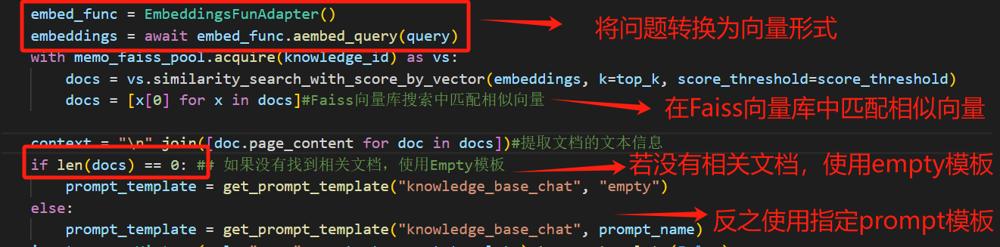 embed_func = EmbeddingsFunAdapter()
embeddings = await embed_func.aembed_query(query)
将问题转换为向量形式
with memo_faiss_pool.acquire(knowledge_id) as vs:
docs = vs.similarity_search_with_score_by_vector(embeddings, k=top_k, score_threshold=score_threshold)
docs = [x[0] for x in docs]#Faiss向量库搜索中匹配相似向量
在Faiss向量库中匹配相似向量
context = "\n".join([doc.page_content for doc in docs])#提取文档的文本信息
if len(docs) == 0: ## 如果没有找到相关文档，使用Empty模板
若没有相关文档，使用empty模板
prompt_template = get_prompt_template("knowledge_base_chat", "empty")
else:
prompt_template = get_prompt_template("knowledge_base_chat", prompt_name)
反之使用指定prompt模板